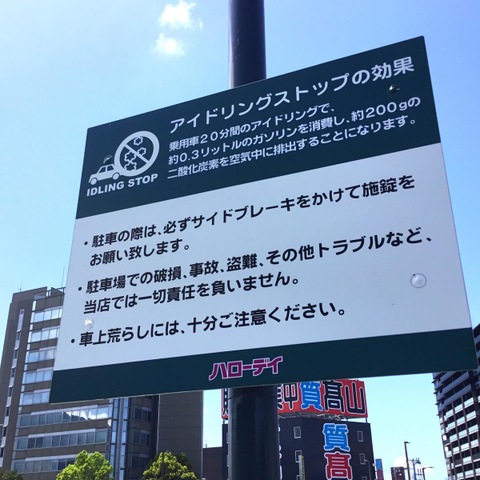 アイドリングストップの効果
乗用車20分間のアイドリングで、
約0.3リットルのガソリンを消費し、約200gの
二酸化炭素を空気中に排出することになります。
IDLING STOP
・駐車の際は、必ずサイドブレーキをかけて施錠を
お願い致します。
・駐車場での破損、事故、盗難、その他トラブルなど、
当店では一切責任を負いません。
・車上荒らしには、十分ご注意ください。
ハローデイ
質高山
質
高